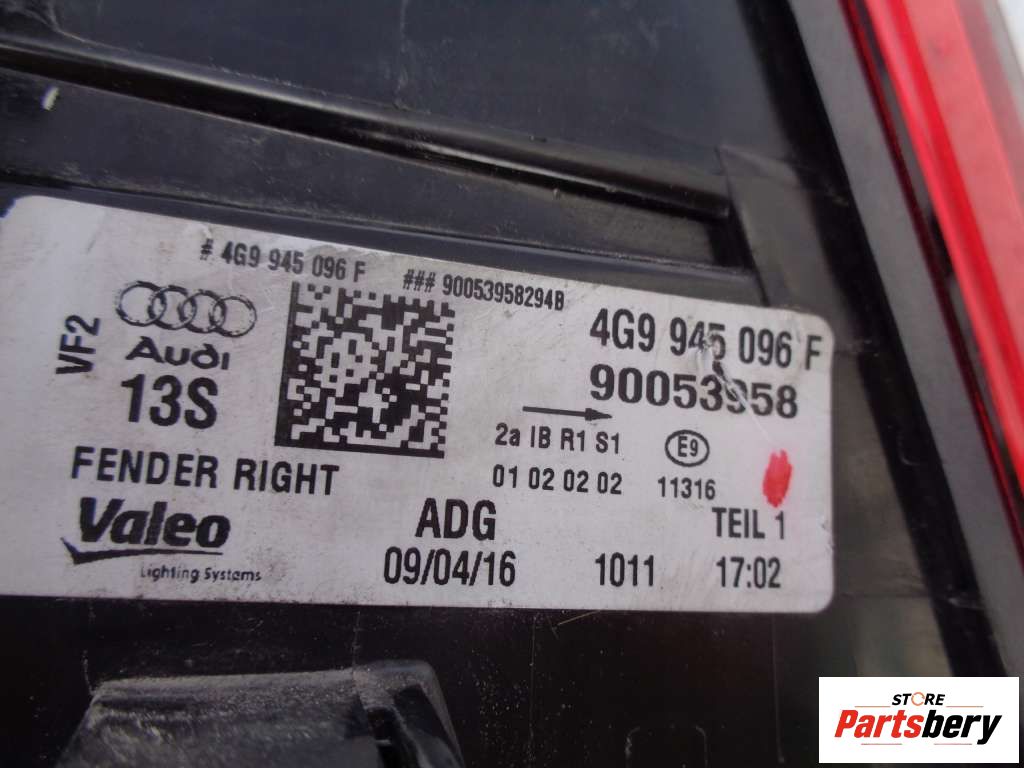 # 4G9 945 096 F ### 90053958294B
VF2
Audi
13S
4G9 945 096 F
90053958
2a IB R1 S1 E9
01 02 02 02 11316
FENDER RIGHT
Valeo
Lighting Systems
ADG TEIL 1
09/04/16 1011 17:02
STORE
Partsbery